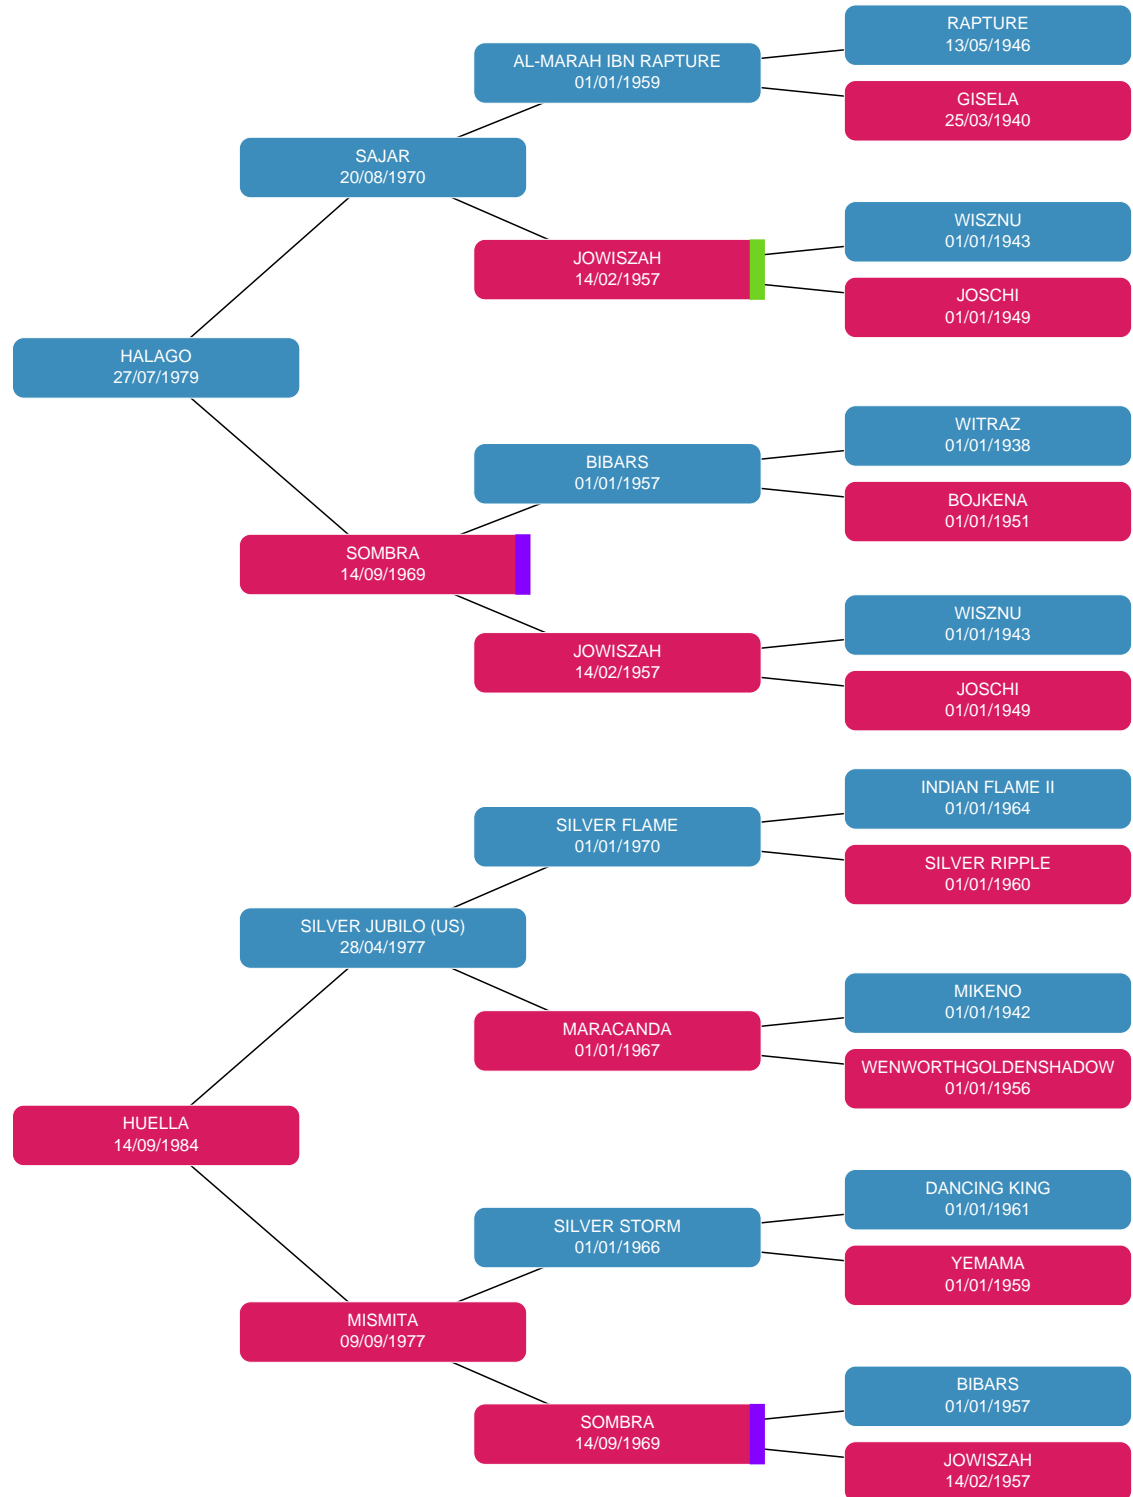 RAPTURE
13/05/1946
AL-MARAH IBN RAPTURE
01/01/1959
GISELA
25/03/1940
SAJAR
20/08/1970
WISZNU
01/01/1943
JOWISZAH
14/02/1957
JOSCHI
01/01/1949
HALAGO
27/07/1979
WITRAZ
01/01/1938
BIBARS
01/01/1957
BOJKENA
01/01/1951
SOMBRA
14/09/1969
WISZNU
01/01/1943
JOWISZAH
14/02/1957
JOSCHI
01/01/1949
INDIAN FLAME II
01/01/1964
SILVER FLAME
01/01/1970
SILVER RIPPLE
01/01/1960
SILVER JUBILO (US)
28/04/1977
MIKENO
01/01/1942
MARACANDA
01/01/1967
WENWORTHGOLDENSHADOW
01/01/1956
HUELLA
14/09/1984
DANCING KING
01/01/1961
SILVER STORM
01/01/1966
YEMAMA
01/01/1959
MISMITA
09/09/1977
BIBARS
01/01/1957
SOMBRA
14/09/1969
JOWISZAH
14/02/1957